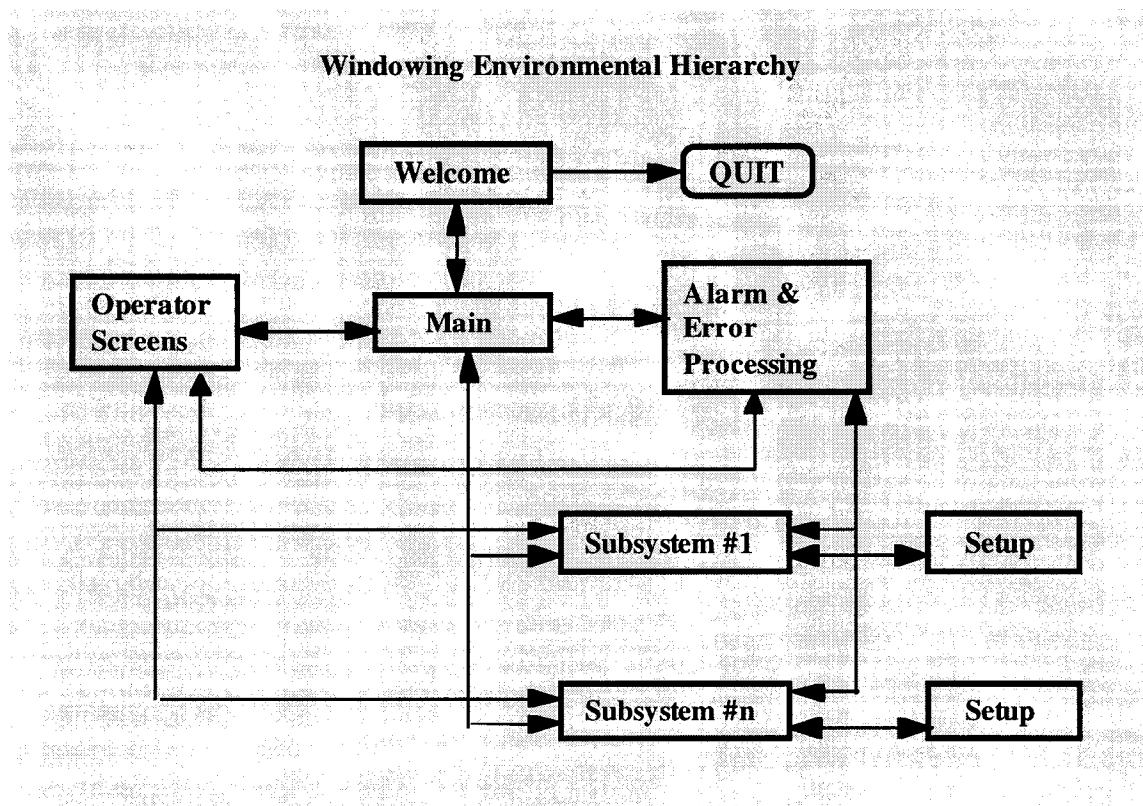 Windowing Environmental Hierarchy
Welcome
QUIT
Operator
Screens
Main
Alarm &
Error
Processing
Subsystem #1
Setup
Subsystem #n
Setup